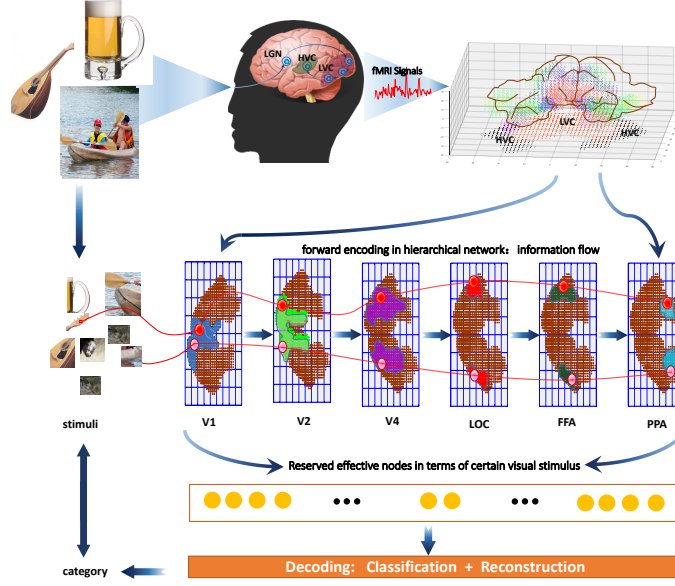 LGN
HVC
LVC
fMRI Signals
LVC
HVC
HVC
forward encoding in hierarchical network: information flow
stimuli
V1
V2
V4
LOC
FFA
PPA
Reserved effective nodes in terms of certain visual stimulus
category
Decoding: Classification + Reconstruction